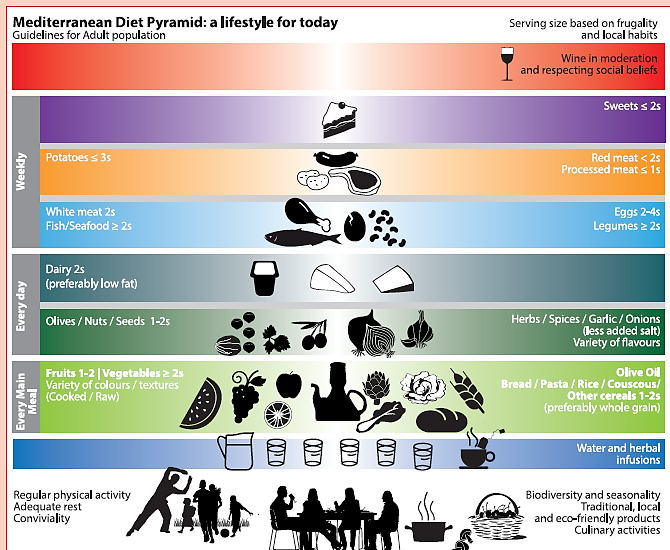 Mediterranean Diet Pyramid: a lifestyle for today
Guidelines for Adult population
Serving size based on frugality
and local habits
Wine in moderation
and respecting social beliefs
Weekly
Sweets ≤ 2s
Potatoes ≤ 3s
Red meat < 2s
Processed meat ≤ 1s
White meat 2s
Fish/Seafood ≥ 2s
Eggs 2-4s
Legumes ≥ 2s
Every day
Dairy 2s
(preferably low fat)
Olives / Nuts / Seeds 1-2s
Herbs / Spices / Garlic / Onions
(less added salt)
Variety of flavours
Every Main
Meal
Fruits 1-2 | Vegetables ≥ 2s
Variety of colours / textures
(Cooked / Raw)
Olive Oil
Bread / Pasta / Rice / Couscous/
Other cereals 1-2s
(preferably whole grain)
Water and herbal
infusions
Regular physical activity
Adequate rest
Conviviality
Biodiversity and seasonality
Traditional, local
and eco-friendly products
Culinary activities